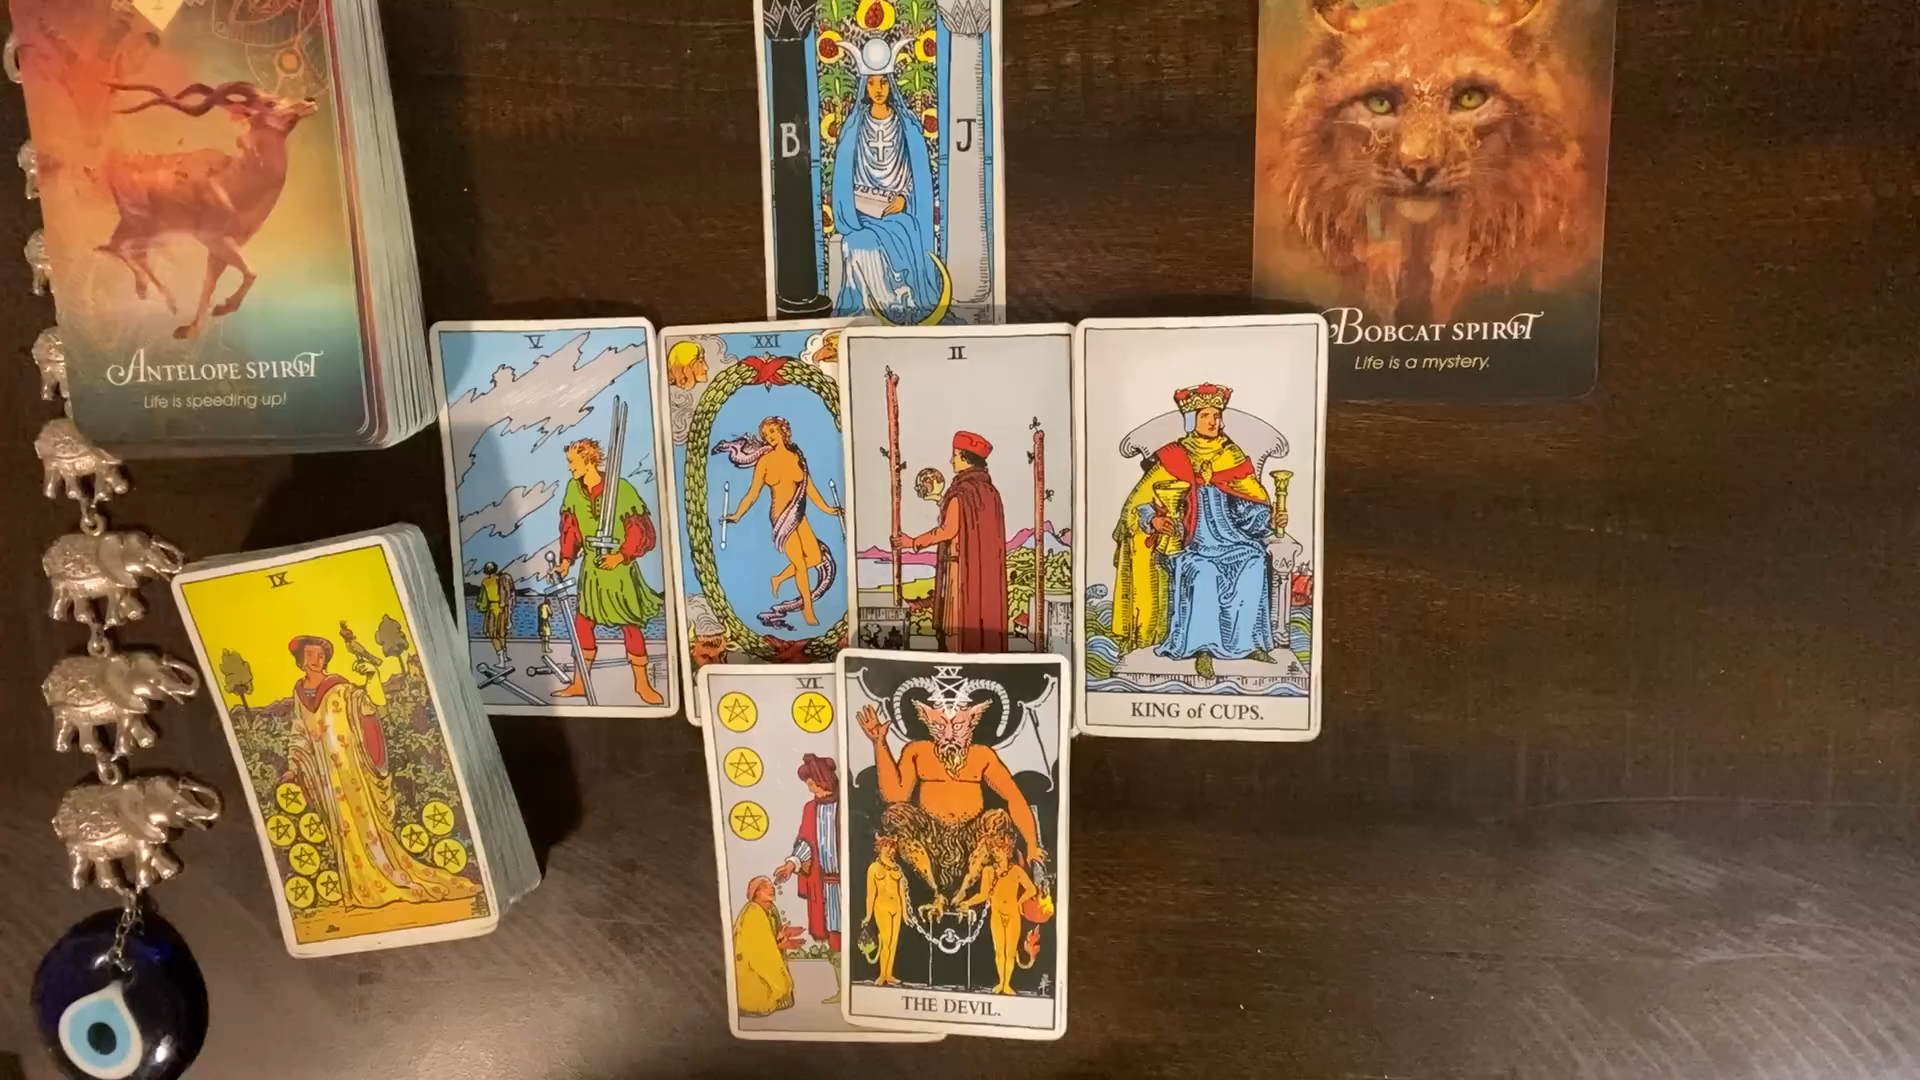 B
J
TORA
ANTELOPE SPIRIT
Life is speeding up!
BOBCAT SPIRIT
Life is a mystery.
V
XXI
II
KING of CUPS.
IX
VI
XV
THE DEVIL.